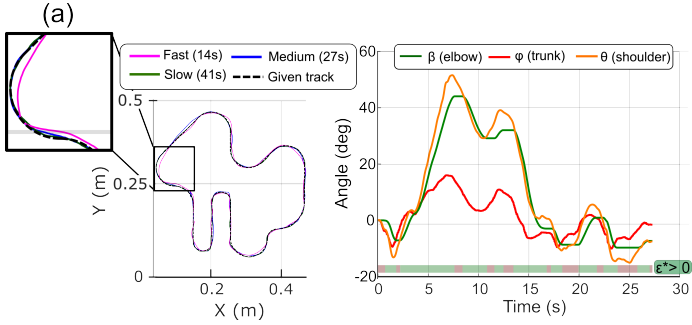 (a)
Fast (14s)
Medium (27s)
Slow (41s)
Given track
0.5
0.25
0
Y (m)
0.2
0.4
X (m)
β (elbow)
φ (trunk)
θ (shoulder)
60
40
20
0
-20
Angle (deg)
0
5
10
15
20
25
30
Time (s)
ε*> 0